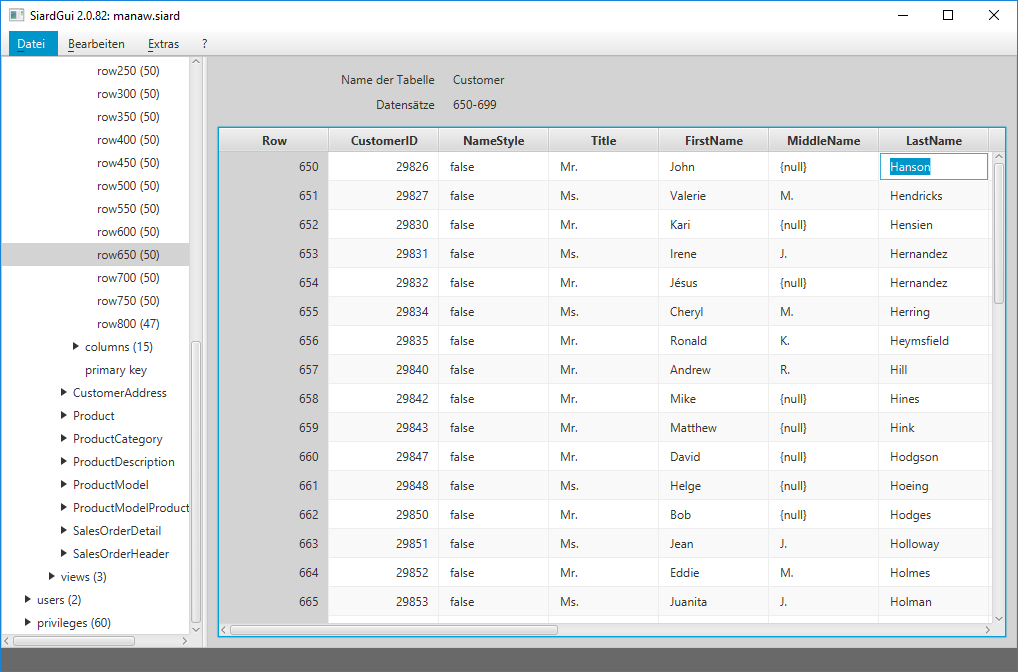 SiardGui 2.0.82: manaw.siard
Datei Bearbeiten Extras ?
row250 (50)
row300 (50)
row350 (50)
row400 (50)
row450 (50)
row500 (50)
row550 (50)
row600 (50)
row650 (50)
row700 (50)
row750 (50)
row800 (47)
columns (15)
primary key
CustomerAddress
Product
ProductCategory
ProductDescription
ProductModel
ProductModelProduct
SalesOrderDetail
SalesOrderHeader
views (3)
users (2)
privileges (60)
Name der Tabelle Customer
Datensätze 650-699
Row CustomerID NameStyle Title FirstName MiddleName LastName
650 29826 false Mr. John {null} Hanson
651 29827 false Ms. Valerie M. Hendricks
652 29830 false Mr. Kari {null} Hensien
653 29831 false Ms. Irene J. Hernandez
654 29832 false Mr. Jésus {null} Hernandez
655 29834 false Ms. Cheryl M. Herring
656 29835 false Mr. Ronald K. Heymsfield
657 29840 false Mr. Andrew R. Hill
658 29842 false Mr. Mike {null} Hines
659 29843 false Mr. Matthew {null} Hink
660 29847 false Mr. David {null} Hodgson
661 29848 false Ms. Helge {null} Hoeing
662 29850 false Mr. Bob {null} Hodges
663 29851 false Ms. Jean J. Holloway
664 29852 false Mr. Eddie M. Holmes
665 29853 false Ms. Juanita J. Holman